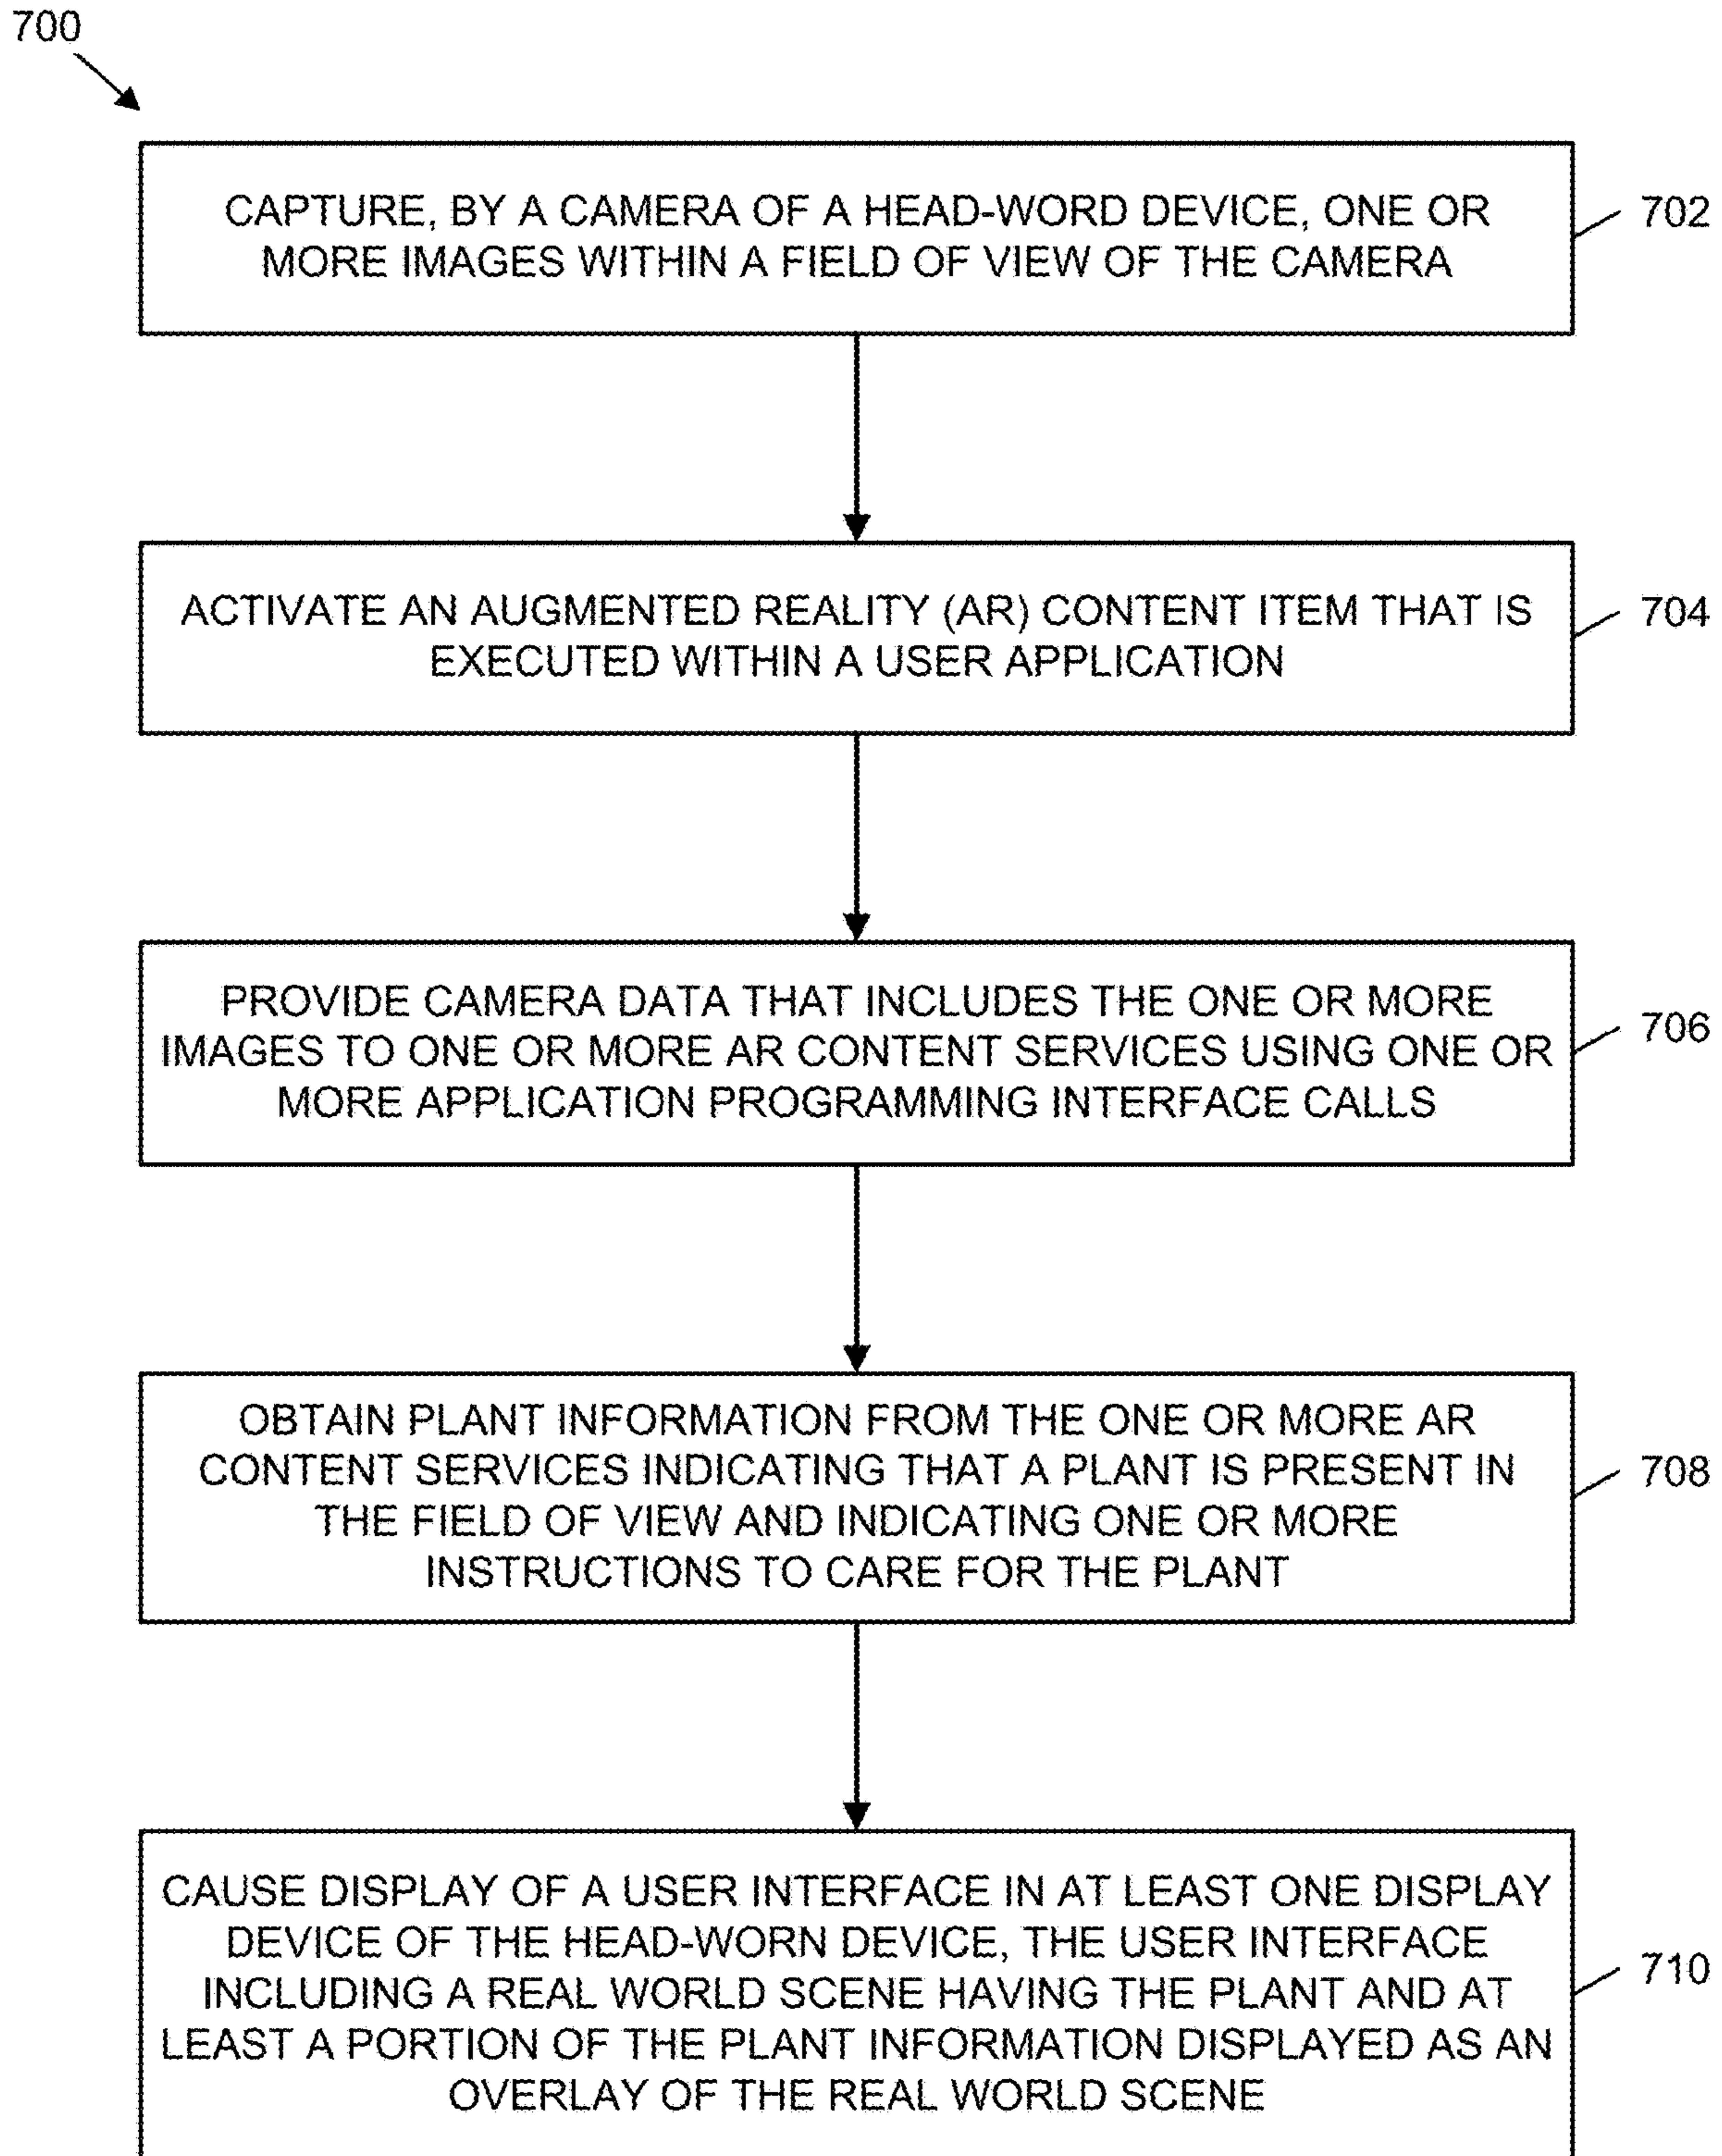 700
CAPTURE, BY A CAMERA OF A HEAD-WORD DEVICE, ONE OR
MORE IMAGES WITHIN A FIELD OF VIEW OF THE CAMERA
702
ACTIVATE AN AUGMENTED REALITY (AR) CONTENT ITEM THAT IS
EXECUTED WITHIN A USER APPLICATION
704
PROVIDE CAMERA DATA THAT INCLUDES THE ONE OR MORE
IMAGES TO ONE OR MORE AR CONTENT SERVICES USING ONE OR
MORE APPLICATION PROGRAMMING INTERFACE CALLS
706
OBTAIN PLANT INFORMATION FROM THE ONE OR MORE AR
CONTENT SERVICES INDICATING THAT A PLANT IS PRESENT IN
THE FIELD OF VIEW AND INDICATING ONE OR MORE
INSTRUCTIONS TO CARE FOR THE PLANT
708
CAUSE DISPLAY OF A USER INTERFACE IN AT LEAST ONE DISPLAY
DEVICE OF THE HEAD-WORN DEVICE, THE USER INTERFACE
INCLUDING A REAL WORLD SCENE HAVING THE PLANT AND AT
LEAST A PORTION OF THE PLANT INFORMATION DISPLAYED AS AN
OVERLAY OF THE REAL WORLD SCENE
710